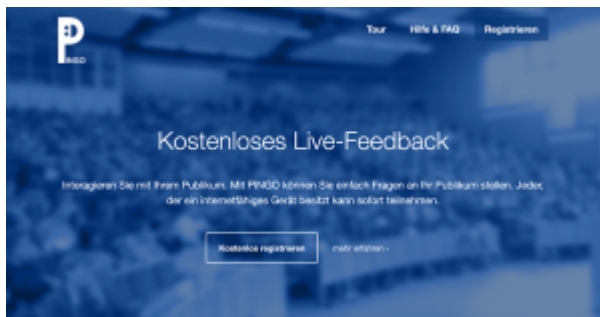 PINGO
Tour Hilfe & FAQ Registrieren
Kostenloses Live-Feedback
Interagieren Sie mit Ihrem Publikum. Mit PINGO können Sie einfach Fragen an Ihr Publikum stellen. Jeder,
der ein internetfähiges Gerät besitzt kann sofort teilnehmen.
Kostenlos registrieren mehr erfahren ›